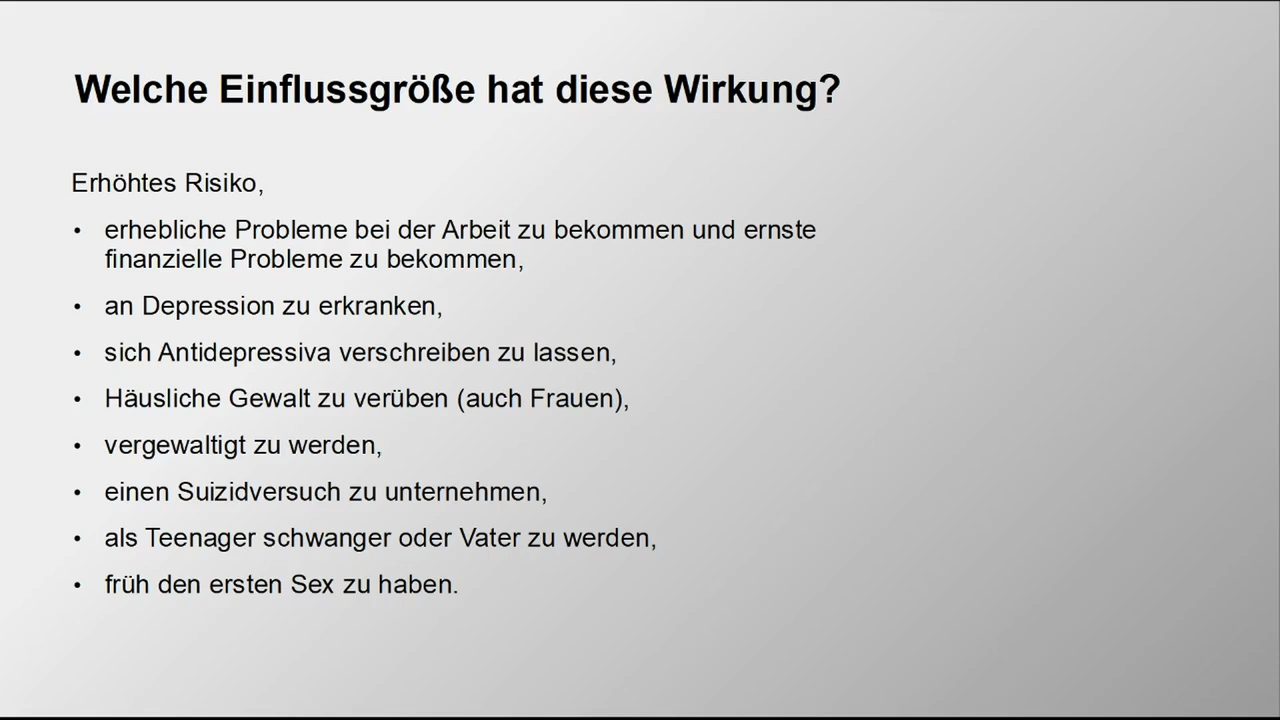 Welche Einflussgröße hat diese Wirkung?
Erhöhtes Risiko,
• erhebliche Probleme bei der Arbeit zu bekommen und ernste
finanzielle Probleme zu bekommen,
• an Depression zu erkranken,
• sich Antidepressiva verschreiben zu lassen,
• Häusliche Gewalt zu verüben (auch Frauen),
• vergewaltigt zu werden,
• einen Suizidversuch zu unternehmen,
• als Teenager schwanger oder Vater zu werden,
• früh den ersten Sex zu haben.